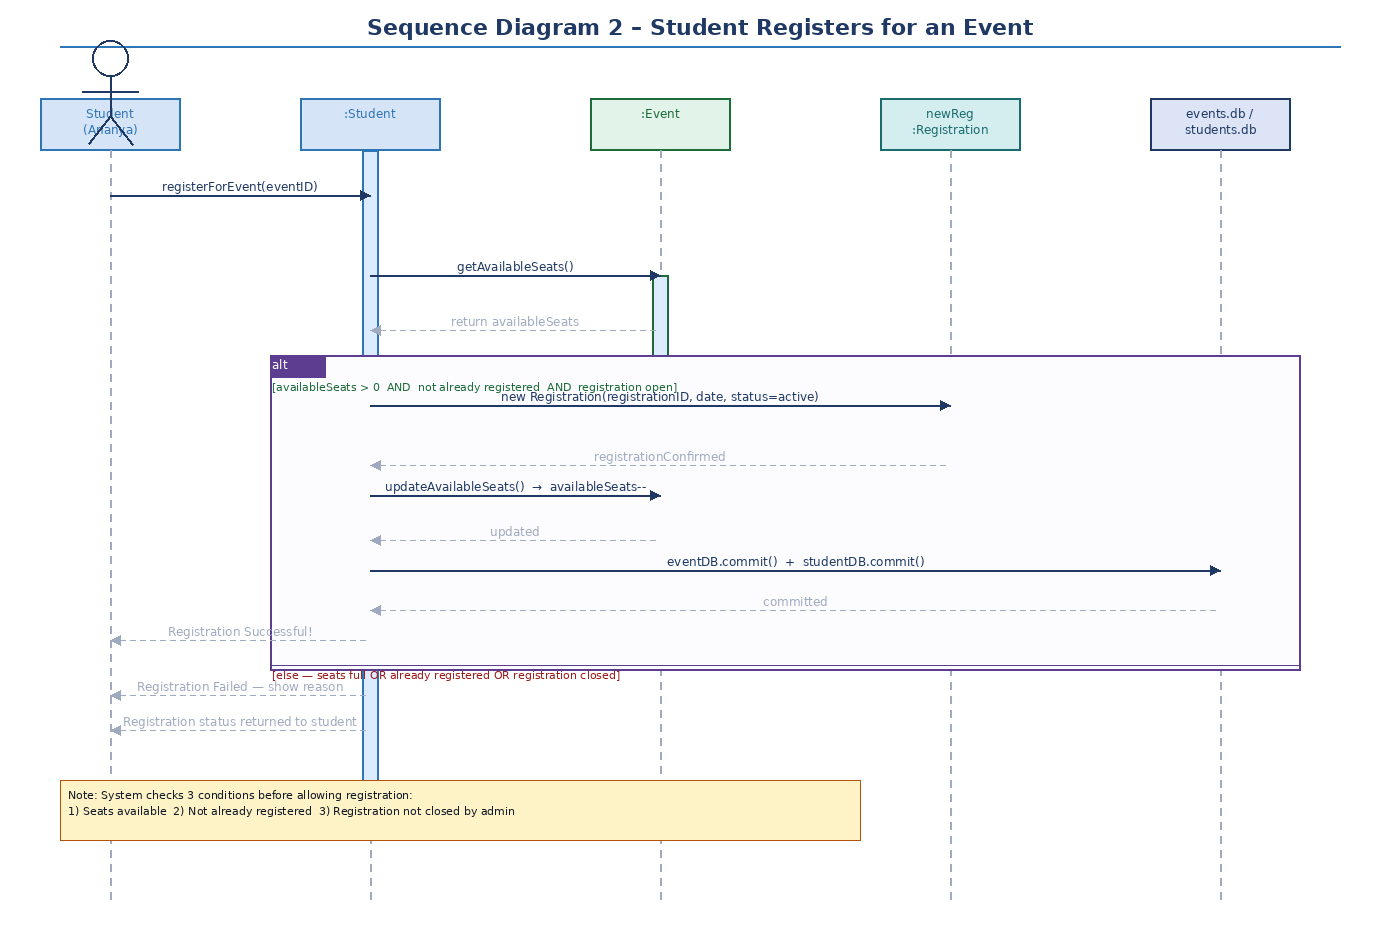 Sequence Diagram 2 – Student Registers for an Event
Student
(Ananya)
:Student
:Event
newReg
:Registration
events.db /
students.db
registerForEvent(eventID)
getAvailableSeats()
return availableSeats
alt
[availableSeats > 0  AND  not already registered  AND  registration open]
new Registration(registrationID, date, status=active)
registrationConfirmed
updateAvailableSeats()  →  availableSeats--
updated
eventDB.commit()  +  studentDB.commit()
committed
Registration Successful!
[else — seats full OR already registered OR registration closed]
Registration Failed — show reason
Registration status returned to student
Note: System checks 3 conditions before allowing registration:
1) Seats available  2) Not already registered  3) Registration not closed by admin